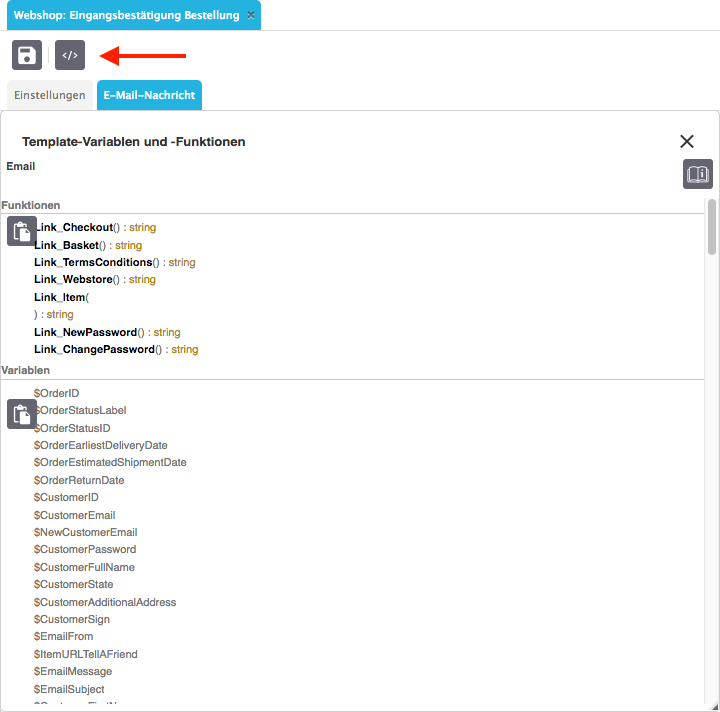 Webshop: Eingangsbestätigung Bestellung ×
</>
Einstellungen
E-Mail-Nachricht
Template-Variablen und -Funktionen
Email
Funktionen
Link_Checkout() : string
Link_Basket() : string
Link_TermsConditions() : string
Link_Webstore() : string
Link_Item(
) : string
Link_NewPassword() : string
Link_ChangePassword() : string
Variablen
$OrderID
$OrderStatusLabel
$OrderStatusID
$OrderEarliestDeliveryDate
$OrderEstimatedShipmentDate
$OrderReturnDate
$CustomerID
$CustomerEmail
$NewCustomerEmail
$CustomerPassword
$CustomerFullName
$CustomerState
$CustomerAdditionalAddress
$CustomerSign
$EmailFrom
$ItemURLTellAFriend
$EmailMessage
$EmailSubject